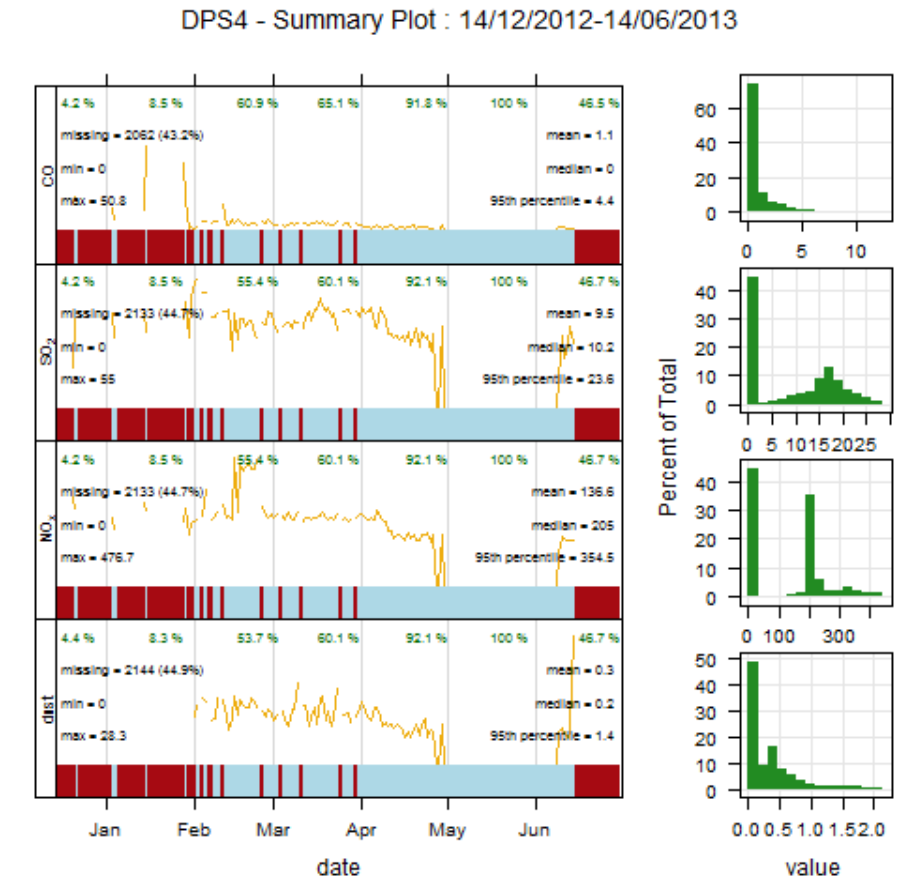 DPS4 - Summary Plot : 14/12/2012-14/06/2013
CO
4.2 % 8.5 % 60.9 % 65.1 % 91.8 % 100 % 46.5 %
missing = 2062 (43.2%) mean = 1.1
min = 0 median = 0
max = 50.8 95th percentile = 4.4
SO2
4.2 % 8.5 % 55.4 % 60.1 % 92.1 % 100 % 46.7 %
missing = 2133 (44.7%) mean = 9.5
min = 0 median = 10.2
max = 55 95th percentile = 23.6
NOx
4.2 % 8.5 % 55.4 % 60.1 % 92.1 % 100 % 46.7 %
missing = 2133 (44.7%) mean = 136.6
min = 0 median = 205
max = 476.7 95th percentile = 354.5
dist
4.4 % 8.3 % 53.7 % 60.1 % 92.1 % 100 % 46.7 %
missing = 2144 (44.9%) mean = 0.3
min = 0 median = 0.2
max = 28.3 95th percentile = 1.4
Jan Feb Mar Apr May Jun
date
Percent of Total
60
40
20
0
0 5 10
40
30
20
10
0
0 5 10 15 20 25
40
30
20
10
0
0 100 300
50
40
30
20
10
0
0.0 0.5 1.0 1.5 2.0
value